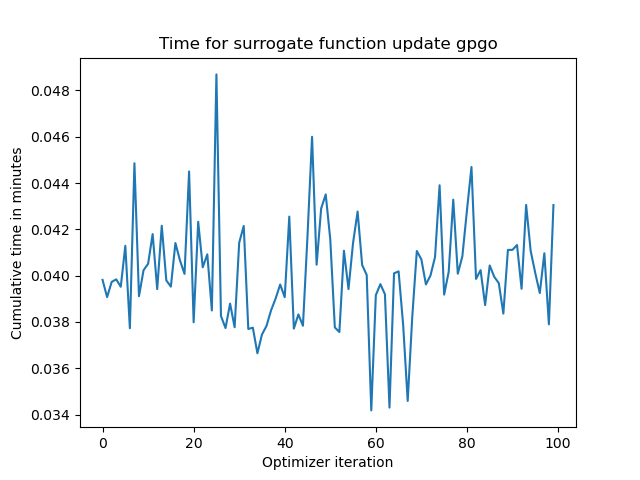 Time for surrogate function update gpgo
Cumulative time in minutes
0.048
0.046
0.044
0.042
0.040
0.038
0.036
0.034
0 20 40 60 80 100
Optimizer iteration